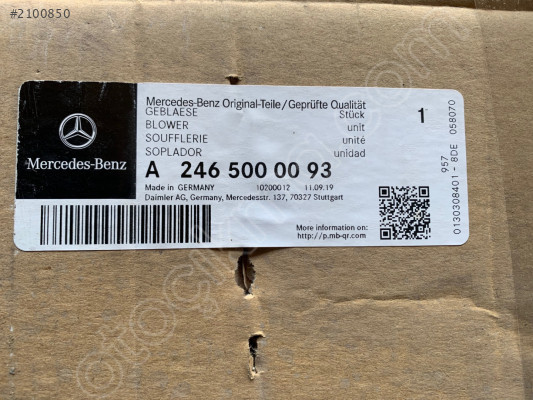 #2100850
Mercedes-Benz Original-Teile/Geprüfte Qualität
GEBLAESE Stück 1
BLOWER unit
SOUFFLERIE unité
SOPLADOR unidad
Mercedes-Benz
A 246 500 00 93
Made in GERMANY 10200012 11.09.19
Daimler AG, Germany, Mercedesstr. 137, 70327 Stuttgart
More information on:
http://p.mb-qr.com
957
0130308401 - 8DE 058070